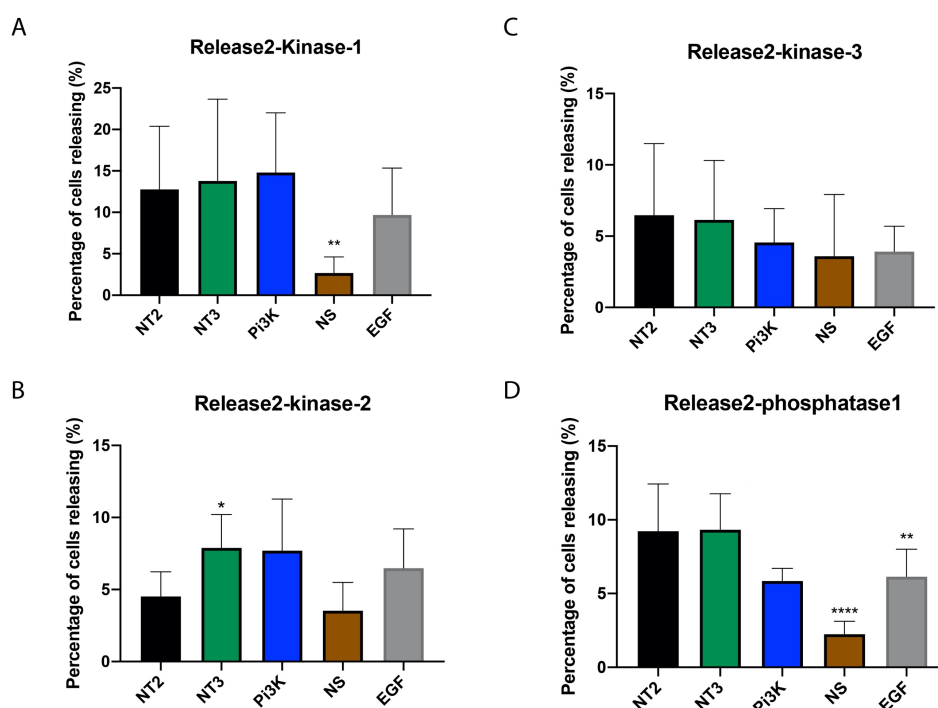 A
Release2-Kinase-1
Percentage of cells releasing (%)
25
20
15
10
5
0
**
NT2
NT3
Pi3K
NS
EGF
B
Release2-kinase-2
Percentage of cells releasing (%)
15
10
5
0
*
NT2
NT3
Pi3K
NS
EGF
C
Release2-kinase-3
Percentage of cells releasing (%)
15
10
5
0
NT2
NT3
Pi3K
NS
EGF
D
Release2-phosphatase1
Percentage of cells releasing (%)
15
10
5
0
****
**
NT2
NT3
Pi3K
NS
EGF